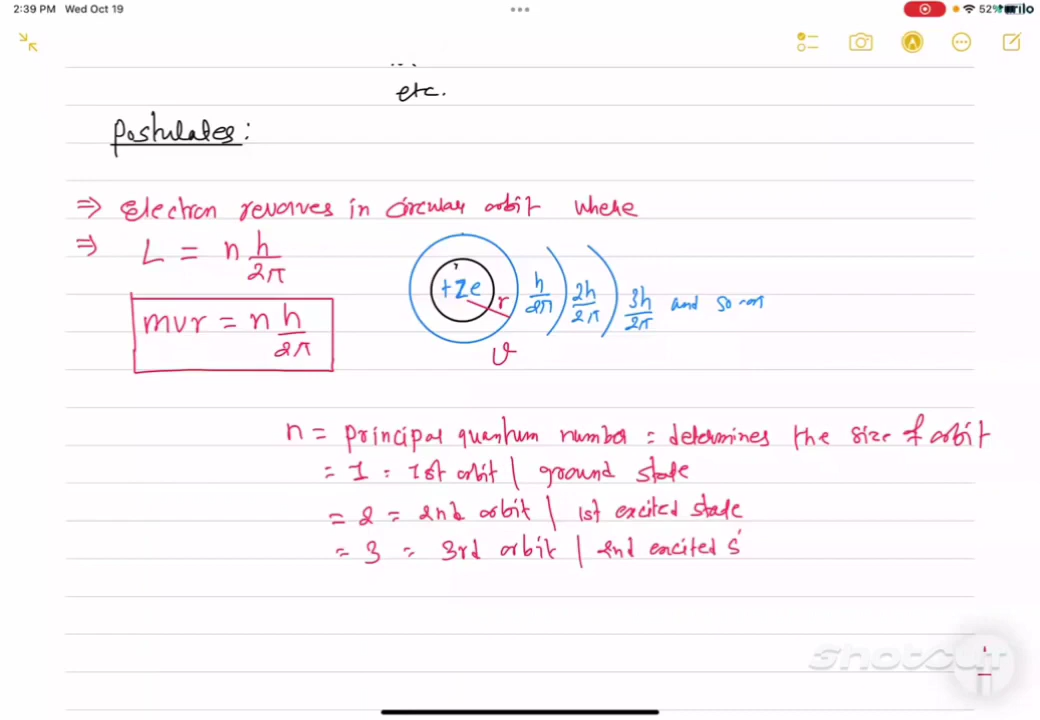 2:39 PM Wed Oct 19
52%
etc.
Postulates:
⇒ Electron revolves in circular orbit where
⇒ L = n h/2π
+Ze r h/2π 2h/2π 3h/2π and so on
mvr = n h/2π
v
n = principal quantum number = determines the size of orbit
= 1 = 1st orbit | ground state
= 2 = 2nd orbit | 1st excited state
= 3 = 3rd orbit | 2nd excited s
shotcut